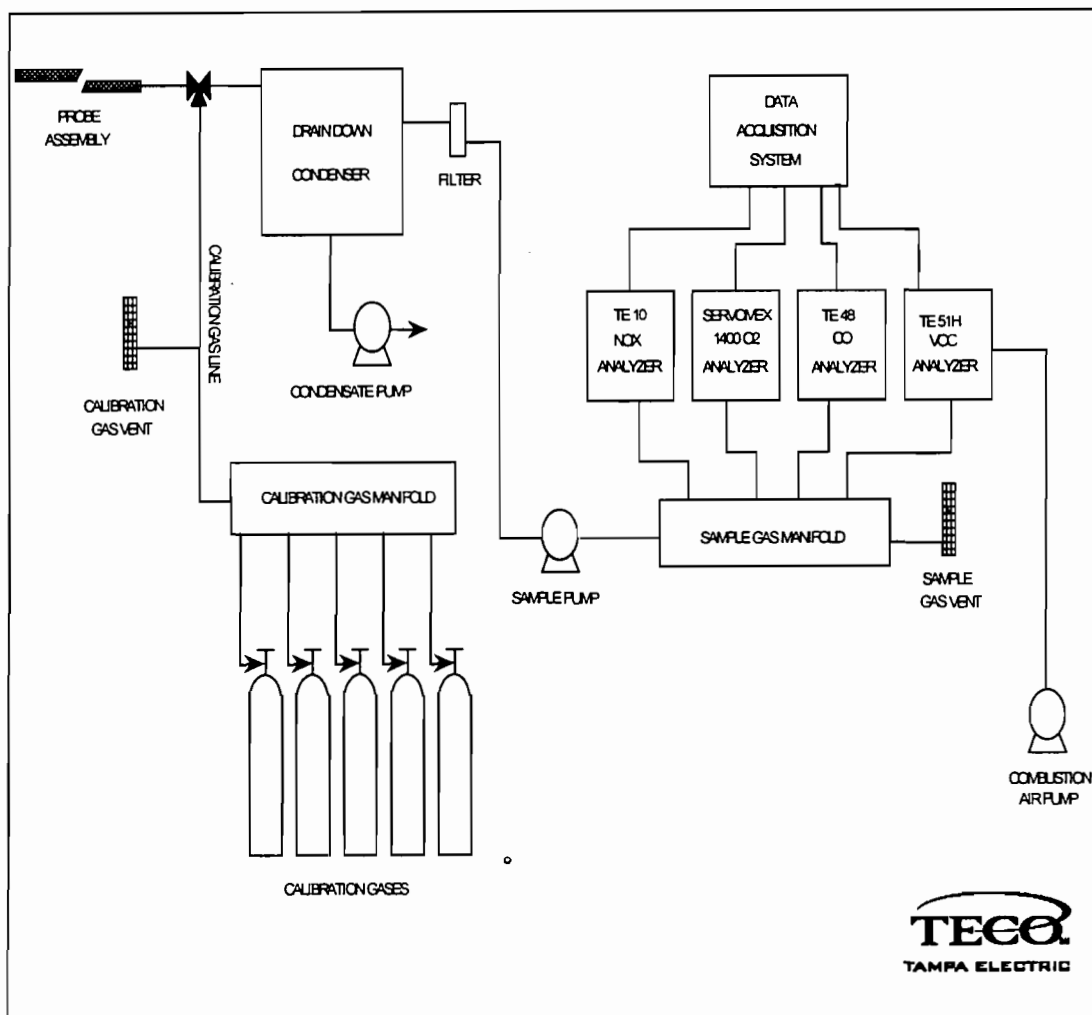 PROBE
ASSEMBLY
DRAIN DOWN
CONDENSER
FILTER
DATA
ACQUISITION
SYSTEM
CALIBRATION GAS LINE
TE 10
NOX
ANALYZER
SERVOMEX
1400 O2
ANALYZER
TE 48
CO
ANALYZER
TE 51H
VOC
ANALYZER
CONDENSATE PUMP
CALIBRATION
GAS VENT
CALIBRATION GAS MANIFOLD
SAMPLE PUMP
SAMPLE GAS MANIFOLD
SAMPLE
GAS VENT
COMBUSTION
AIR PUMP
CALIBRATION GASES
TECO
TAMPA ELECTRIC